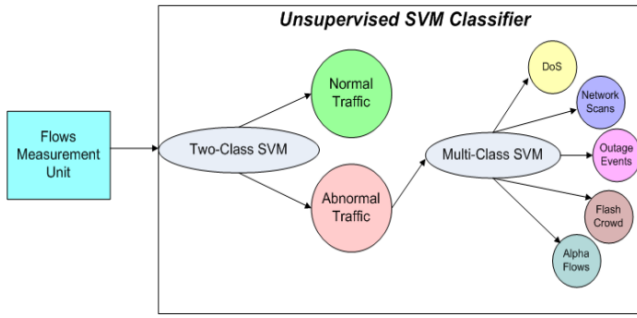 Unsupervised SVM Classifier
Flows
Measurement
Unit
Two-Class SVM
Normal
Traffic
Abnormal
Traffic
Multi-Class SVM
DoS
Network
Scans
Outage
Events
Flash
Crowd
Alpha
Flows